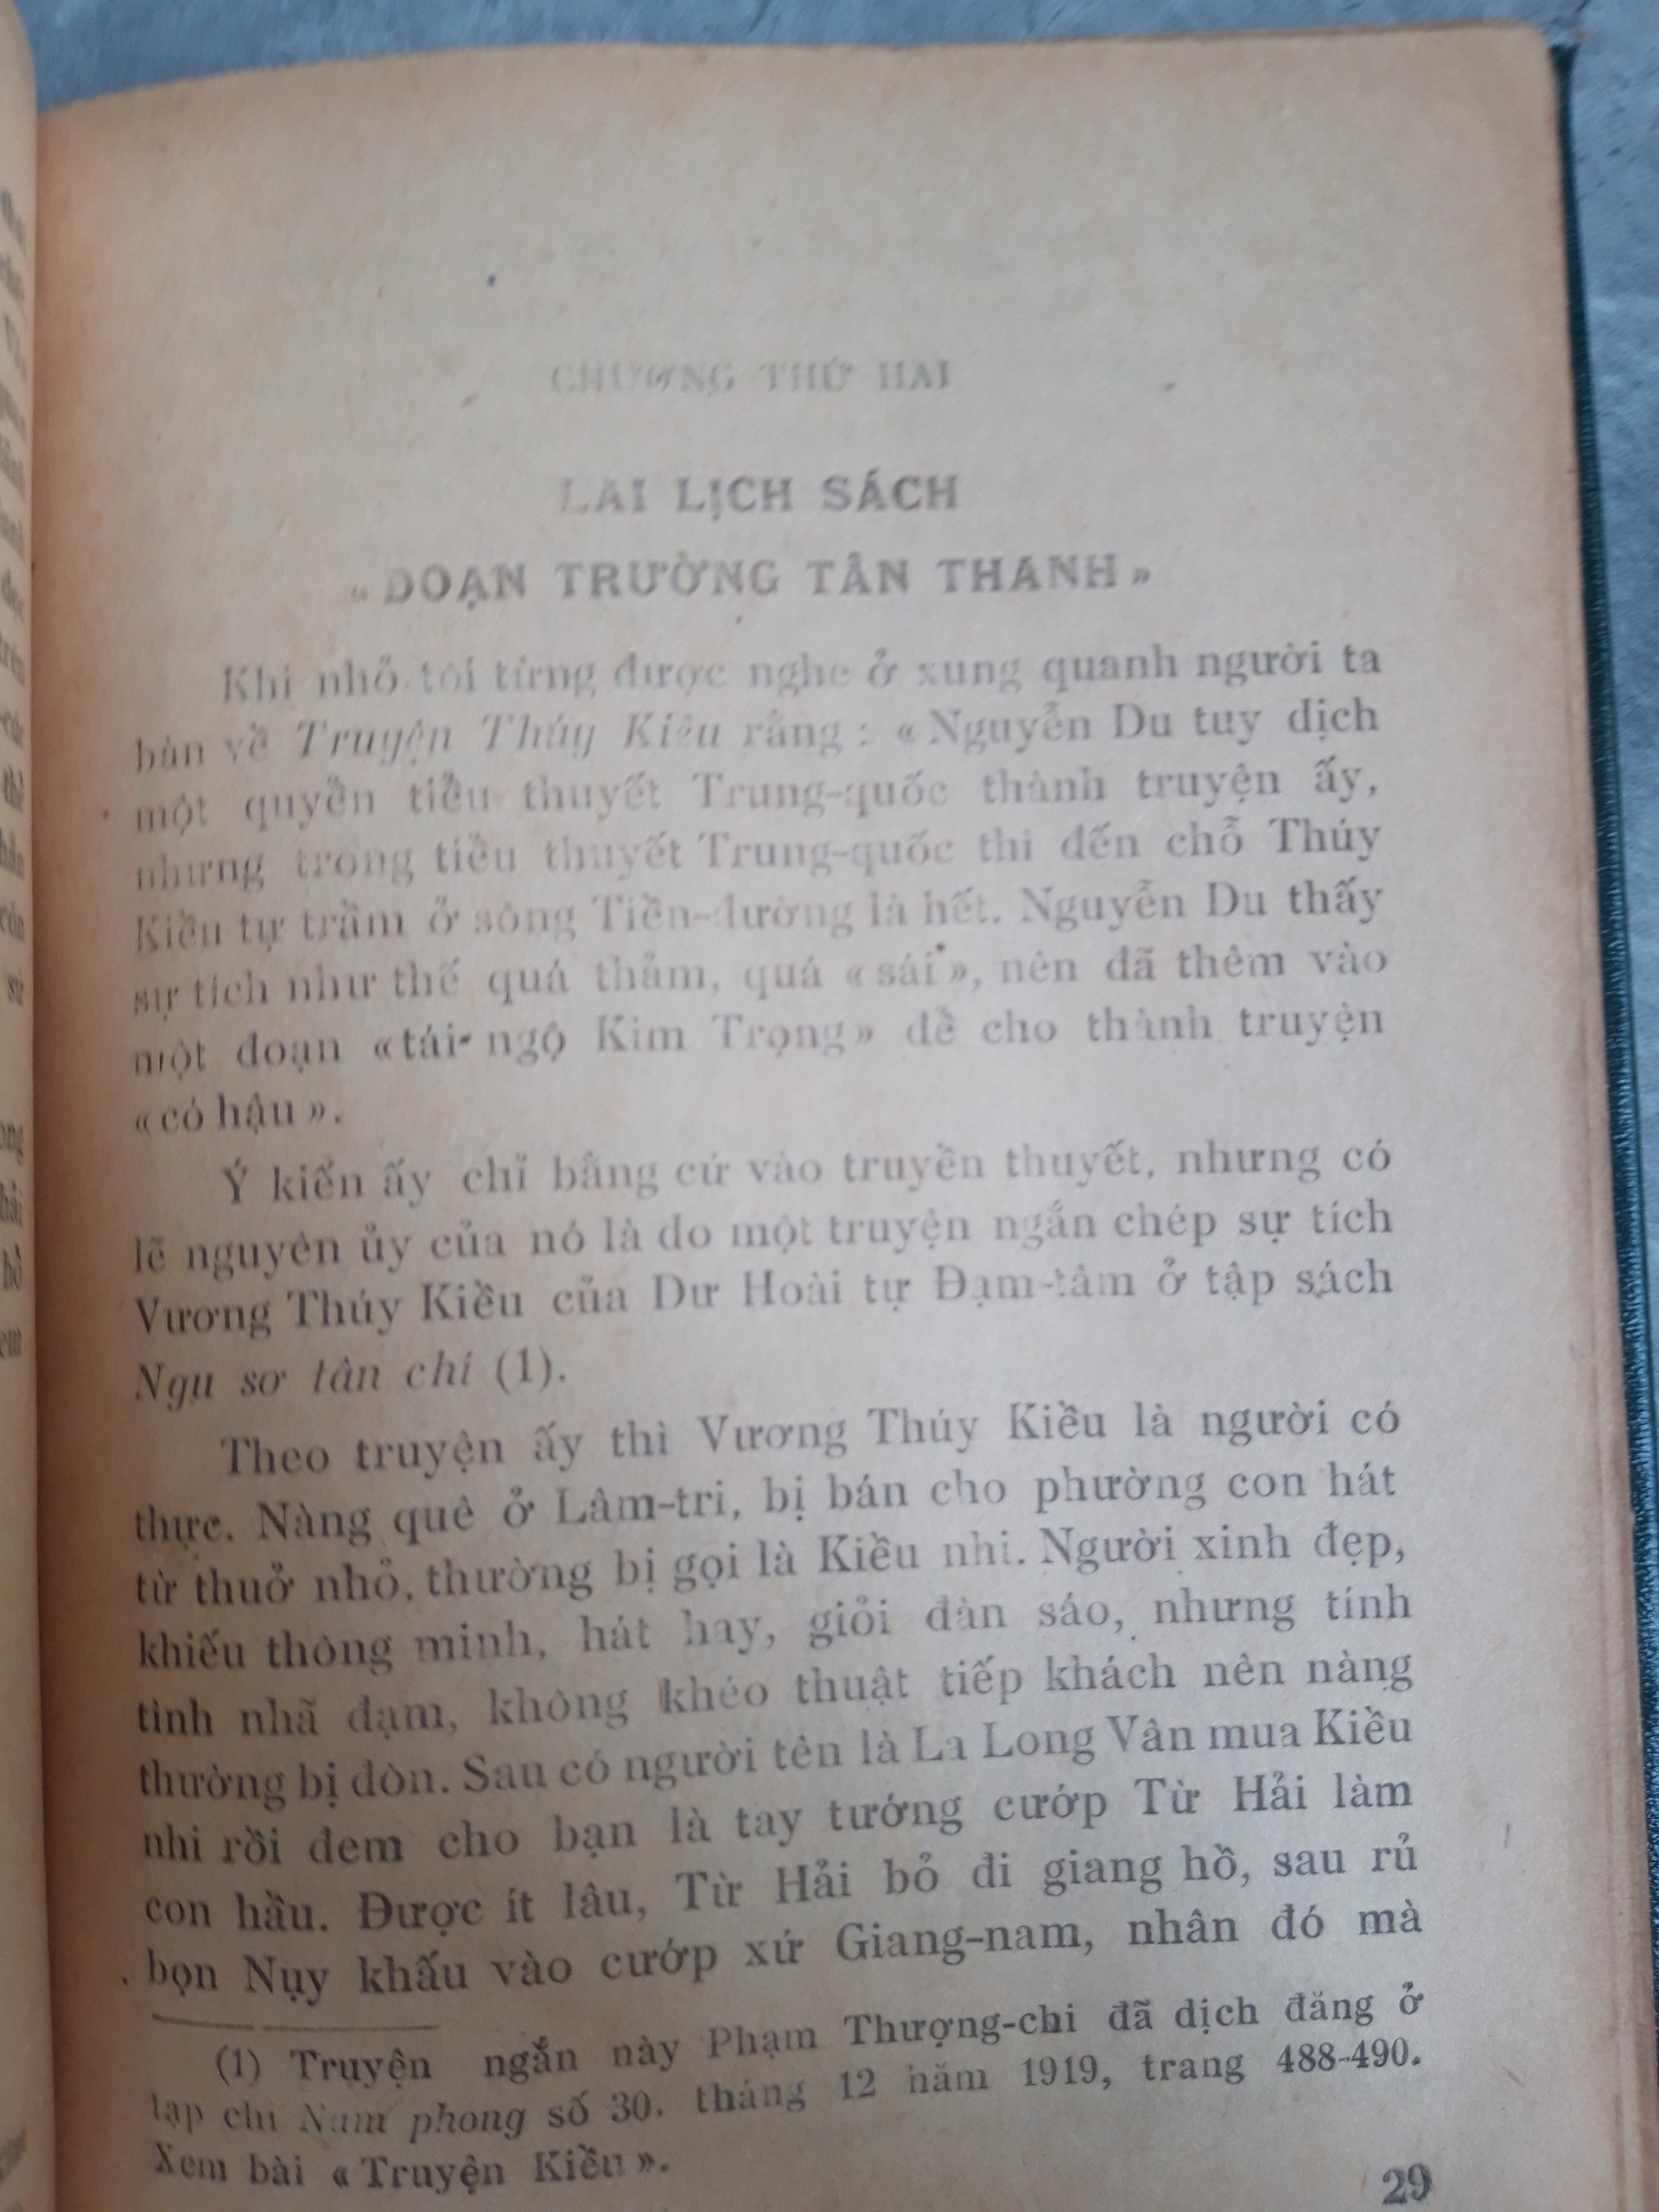 CHƯƠNG THỨ HAI
LAI LỊCH SÁCH
« ĐOẠN TRƯỜNG TÂN THANH »
Khi nhỏ tôi từng được nghe ở xung quanh người ta
bàn về Truyện Thúy Kiều rằng : « Nguyễn Du tuy dịch
một quyển tiểu thuyết Trung-quốc thành truyện ấy,
nhưng trong tiểu thuyết Trung-quốc thì đến chỗ Thúy
Kiều tự trầm ở sông Tiền-đường là hết. Nguyễn Du thấy
sự tích như thế quá thảm, quá « sái », nên đã thêm vào
một đoạn « tái ngộ Kim Trọng » để cho thành truyện
« có hậu ».
Ý kiến ấy chỉ bằng cứ vào truyền thuyết, nhưng có
lẽ nguyên ủy của nó là do một truyện ngắn chép sự tích
Vương Thúy Kiều của Dư Hoài tự Đạm-tâm ở tập sách
Ngu sơ tân chí (1).
Theo truyện ấy thì Vương Thúy Kiều là người có
thực. Nàng quê ở Lâm-tri, bị bán cho phường con hát
từ thuở nhỏ, thường bị gọi là Kiều nhi. Người xinh đẹp,
khiếu thông minh, hát hay, giỏi đàn sáo, nhưng tính
tình nhã đạm, không khéo thuật tiếp khách nên nàng
thường bị đòn. Sau có người tên là La Long Vân mua Kiều
nhi rồi đem cho bạn là tay tướng cướp Từ Hải làm
con hầu. Được ít lâu, Từ Hải bỏ đi giang hồ, sau rủ
bọn Nụy khấu vào cướp xứ Giang-nam, nhân đó mà
(1) Truyện ngắn này Phạm Thượng-chi đã dịch đăng ở
tạp chí Nam phong số 30, tháng 12 năm 1919, trang 488-490.
Xem bài « Truyện Kiều ».
29